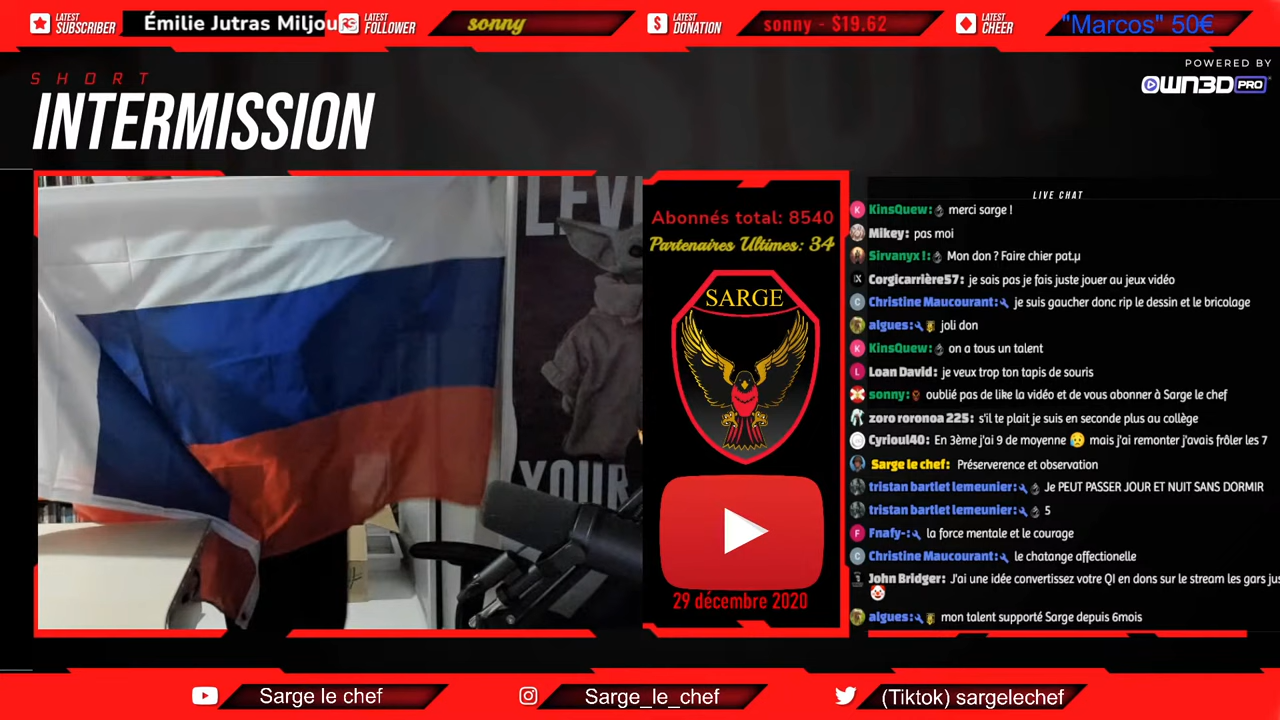 LATEST SUBSCRIBER
Émilie Jutras Miljou
LATEST FOLLOWER
sonny
LATEST DONATION
sonny - $19.62
LATEST CHEER
"Marcos" 50€
SHORT
INTERMISSION
POWERED BY
OWN3D PRO
LEVE
YOUR
Abonnés total: 8540
Partenaires Ultimes: 34
SARGE
29 décembre 2020
LIVE CHAT
K KinsQuew: merci sarge !
Mikey: pas moi
Sirvanyx !: Mon don ? Faire chier pat.µ
Corgicarrière57: je sais pas je fais juste jouer au jeux vidéo
C Christine Maucourant: je suis gaucher donc rip le dessin et le bricolage
algues: joli don
K KinsQuew: on a tous un talent
L Loan David: je veux trop ton tapis de souris
sonny: oublié pas de like la vidéo et de vous abonner à Sarge le chef
zoro roronoa 225: s'il te plait je suis en seconde plus au collège
Cyrioul40: En 3ème j'ai 9 de moyenne 😥 mais j'ai remonter j'avais frôler les 7
Sarge le chef: Préserverence et observation
tristan bartlet lemeunier: Je PEUT PASSER JOUR ET NUIT SANS DORMIR
tristan bartlet lemeunier: 5
F Fnafy-: la force mentale et le courage
C Christine Maucourant: le chatange affectionelle
John Bridger: J'ai une idée convertissez votre QI en dons sur le stream les gars jus
🤡
algues: mon talent supporté Sarge depuis 6mois
Sarge le chef
Sarge_le_chef
(Tiktok) sargelechef